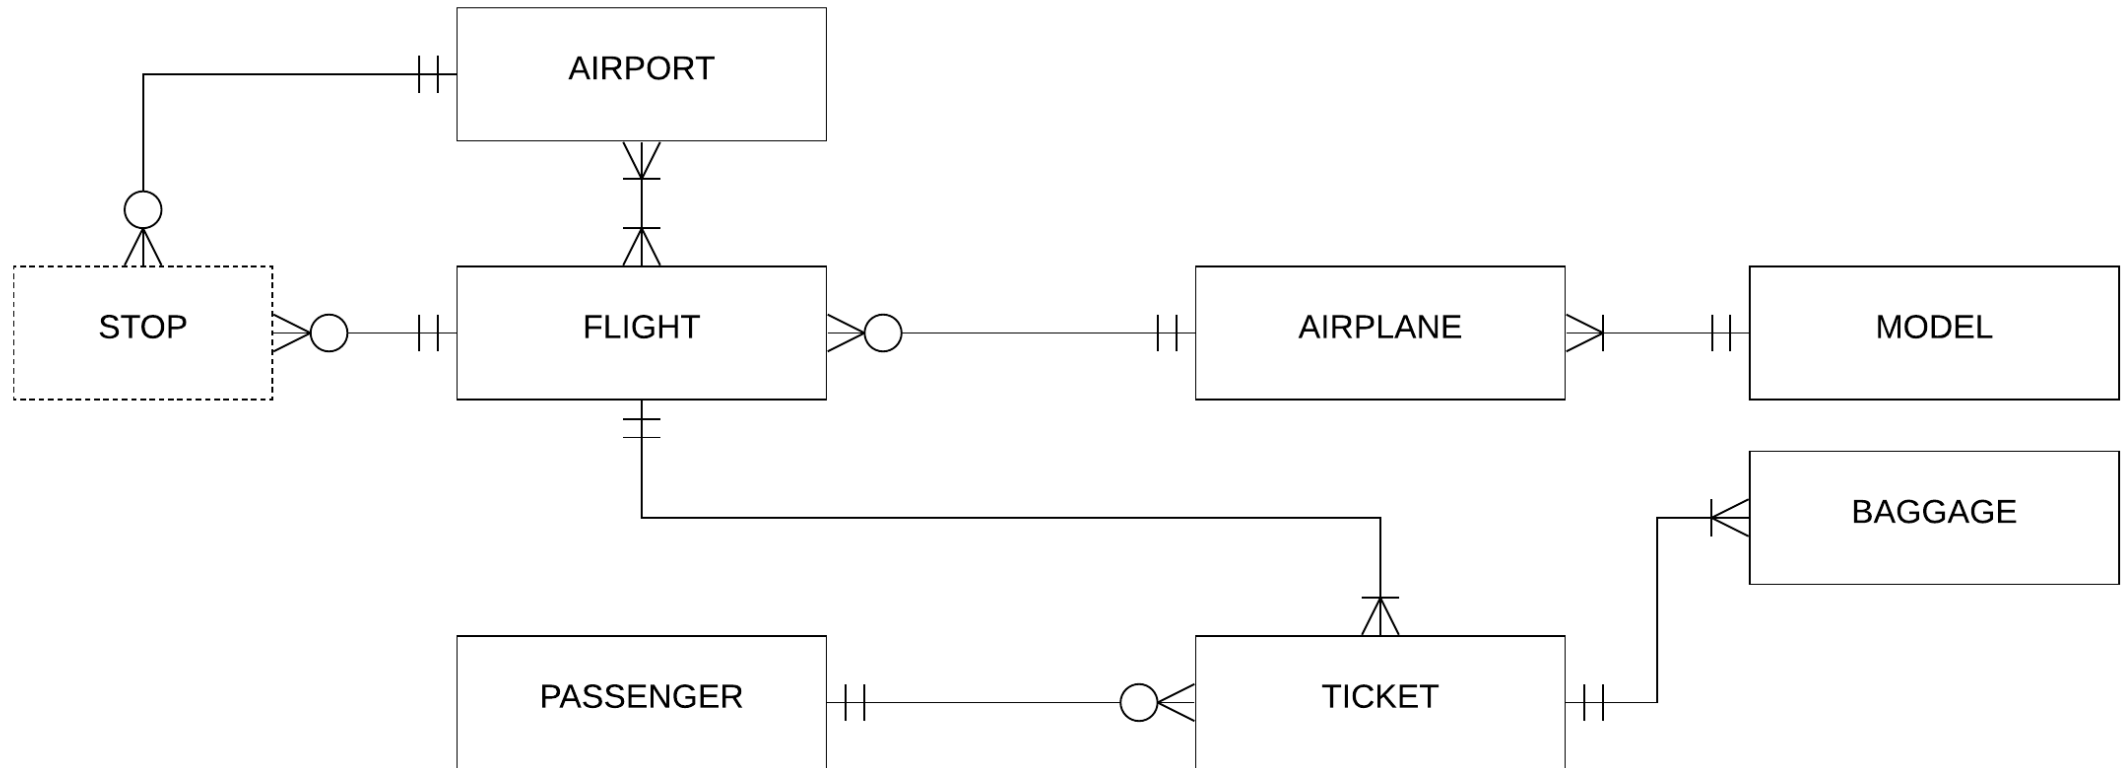 AIRPORT
STOP
FLIGHT
AIRPLANE
MODEL
BAGGAGE
PASSENGER
TICKET